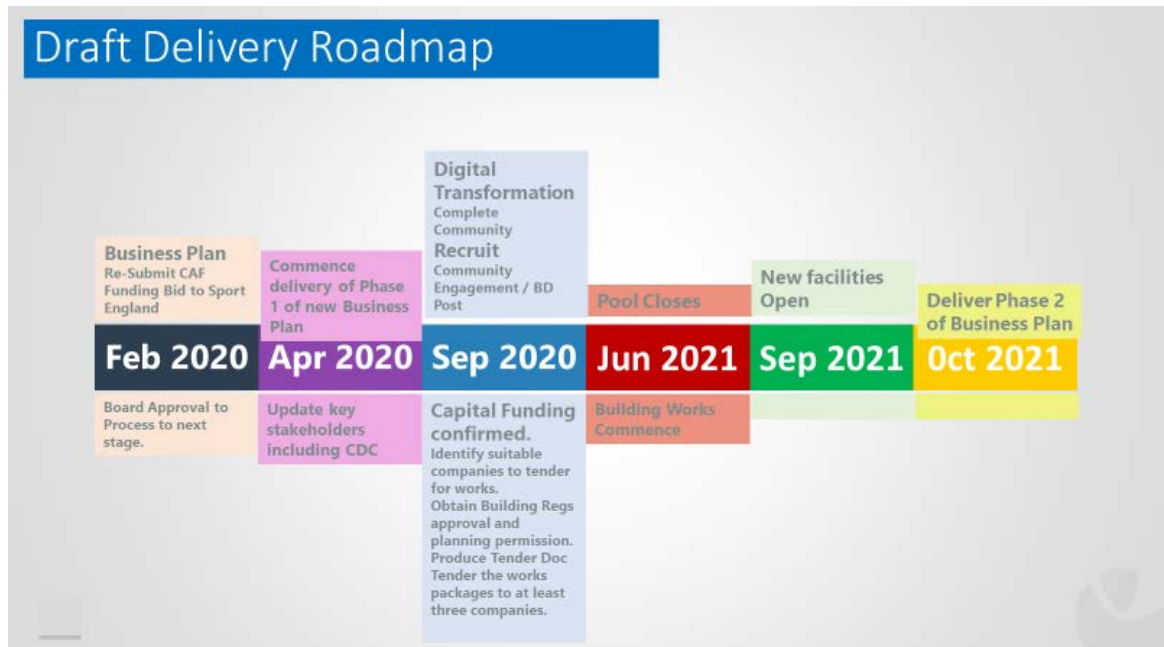 Draft Delivery Roadmap
Business Plan
Re-Submit CAF
Funding Bid to Sport
England
Commence
delivery of Phase
1 of new Business
Plan
Digital
Transformation
Complete
Community
Recruit
Community
Engagement / BD
Post
Pool Closes
New facilities
Open
Deliver Phase 2
of Business Plan
Feb 2020
Apr 2020
Sep 2020
Jun 2021
Sep 2021
0ct 2021
Board Approval to
Process to next
stage.
Update key
stakeholders
including CDC
Capital Funding
confirmed.
Identify suitable
companies to tender
for works.
Obtain Building Regs
approval and
planning permission.
Produce Tender Doc
Tender the works
packages to at least
three companies.
Building Works
Commence